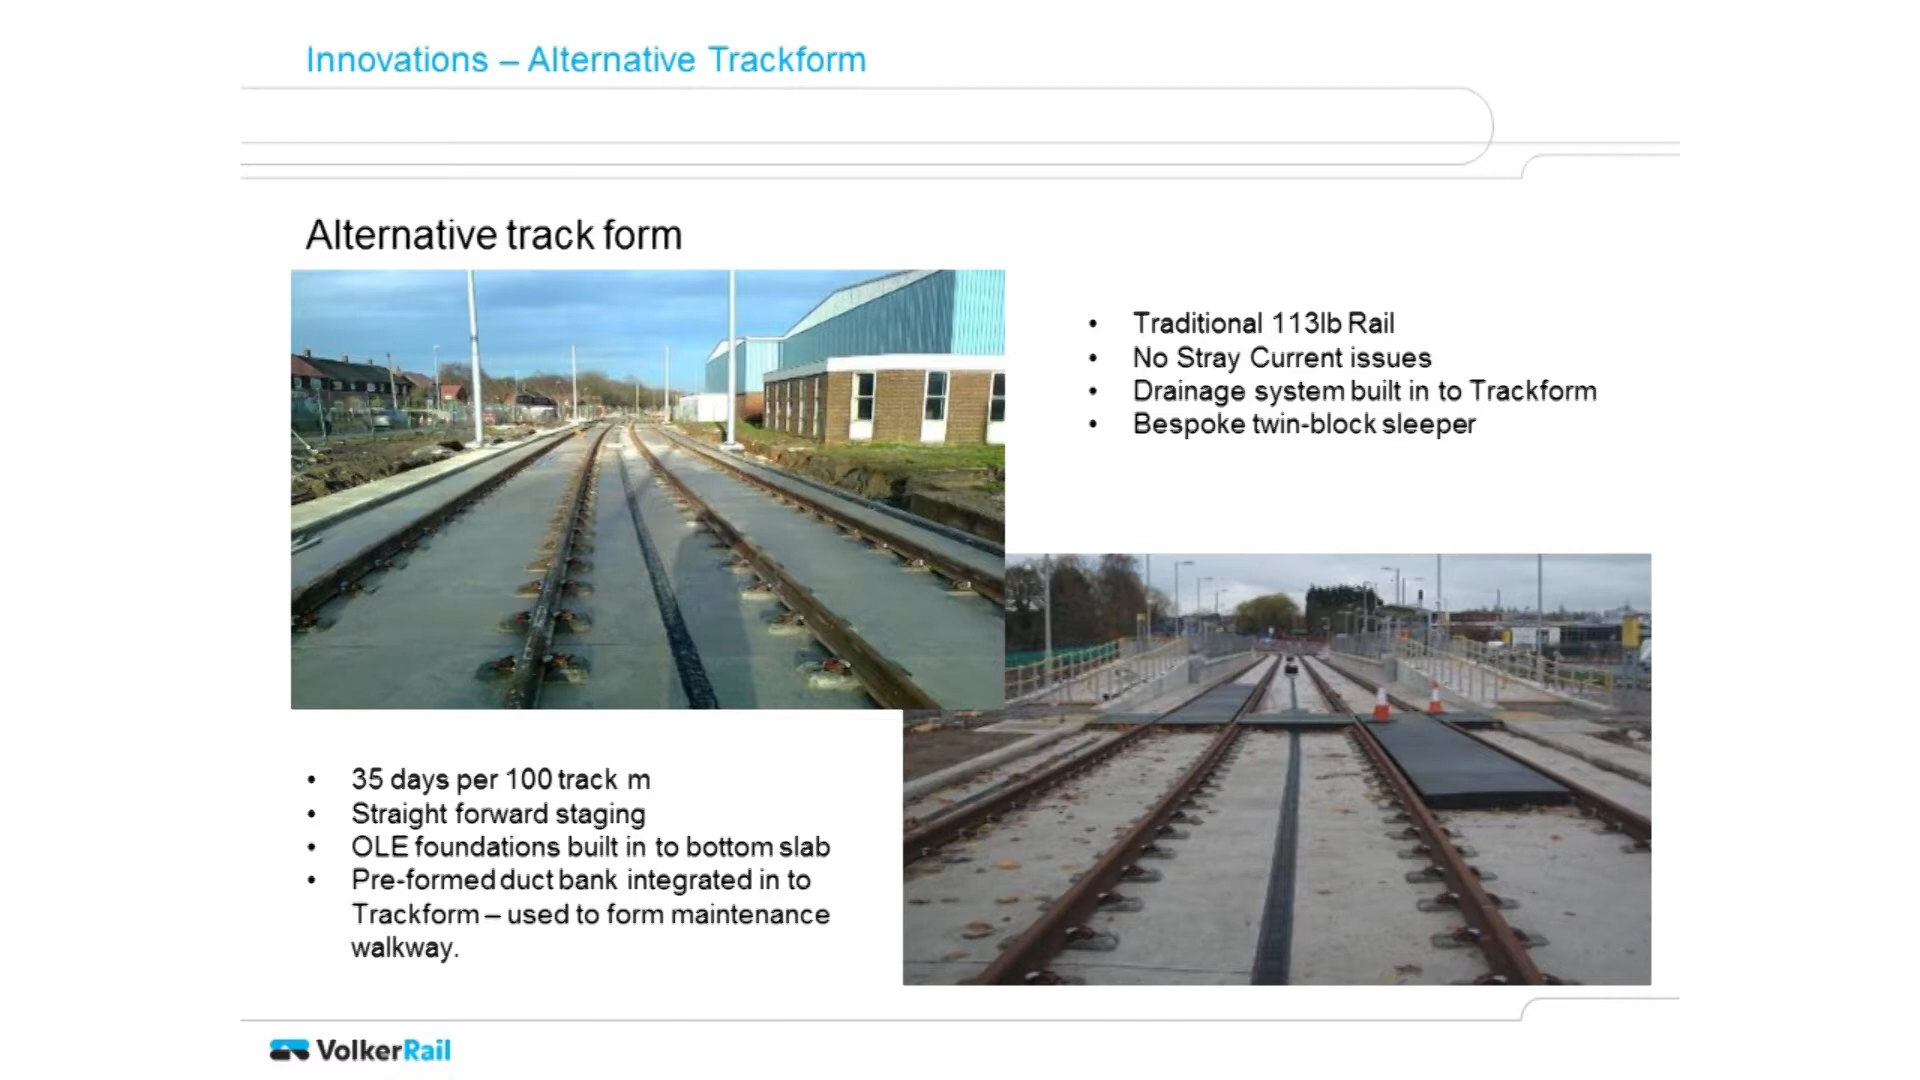 Innovations – Alternative Trackform
Alternative track form
• Traditional 113lb Rail
• No Stray Current issues
• Drainage system built in to Trackform
• Bespoke twin-block sleeper
• 35 days per 100 track m
• Straight forward staging
• OLE foundations built in to bottom slab
• Pre-formed duct bank integrated in to
Trackform – used to form maintenance
walkway.
VolkerRail